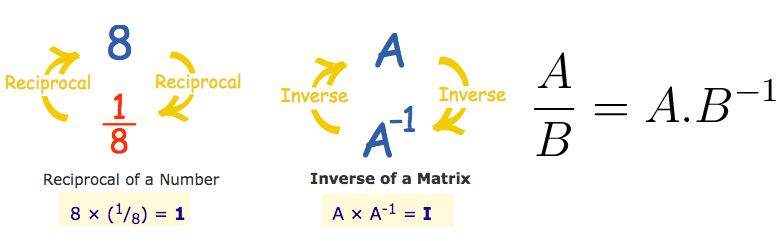 8
Reciprocal Reciprocal
1/8
Reciprocal of a Number
8 × (1/8) = 1
A
Inverse Inverse
A⁻¹
Inverse of a Matrix
A × A⁻¹ = I
A/B = A.B⁻¹